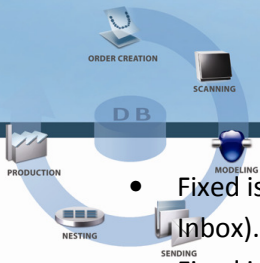 ORDER CREATION
SCANNING
DB
PRODUCTION
MODELING
• Fixed is
NESTING
Inbox).
SENDING